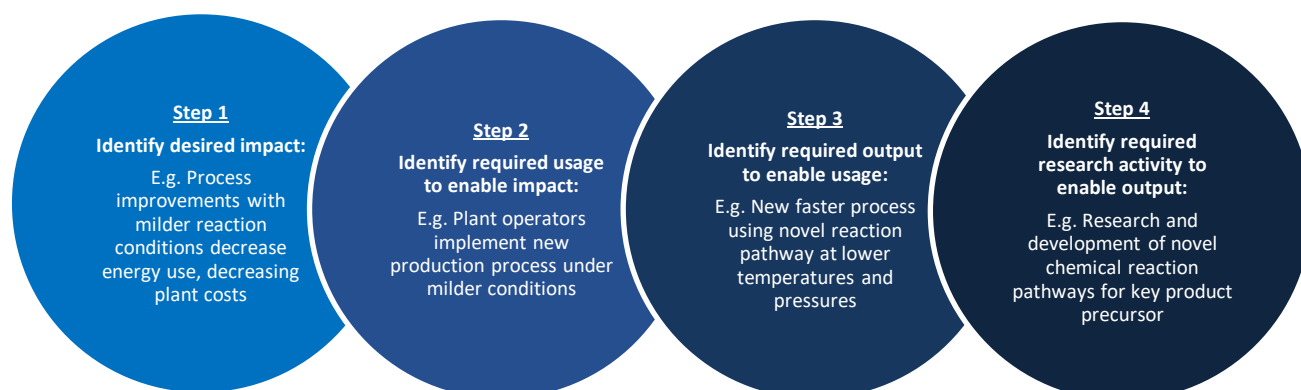 Step 1
Identify desired impact:
E.g. Process
improvements with
milder reaction
conditions decrease
energy use, decreasing
plant costs
Step 2
Identify required usage
to enable impact:
E.g. Plant operators
implement new
production process under
milder conditions
Step 3
Identify required output
to enable usage:
E.g. New faster process
using novel reaction
pathway at lower
temperatures and
pressures
Step 4
Identify required
research activity to
enable output:
E.g. Research and
development of novel
chemical reaction
pathways for key product
precursor